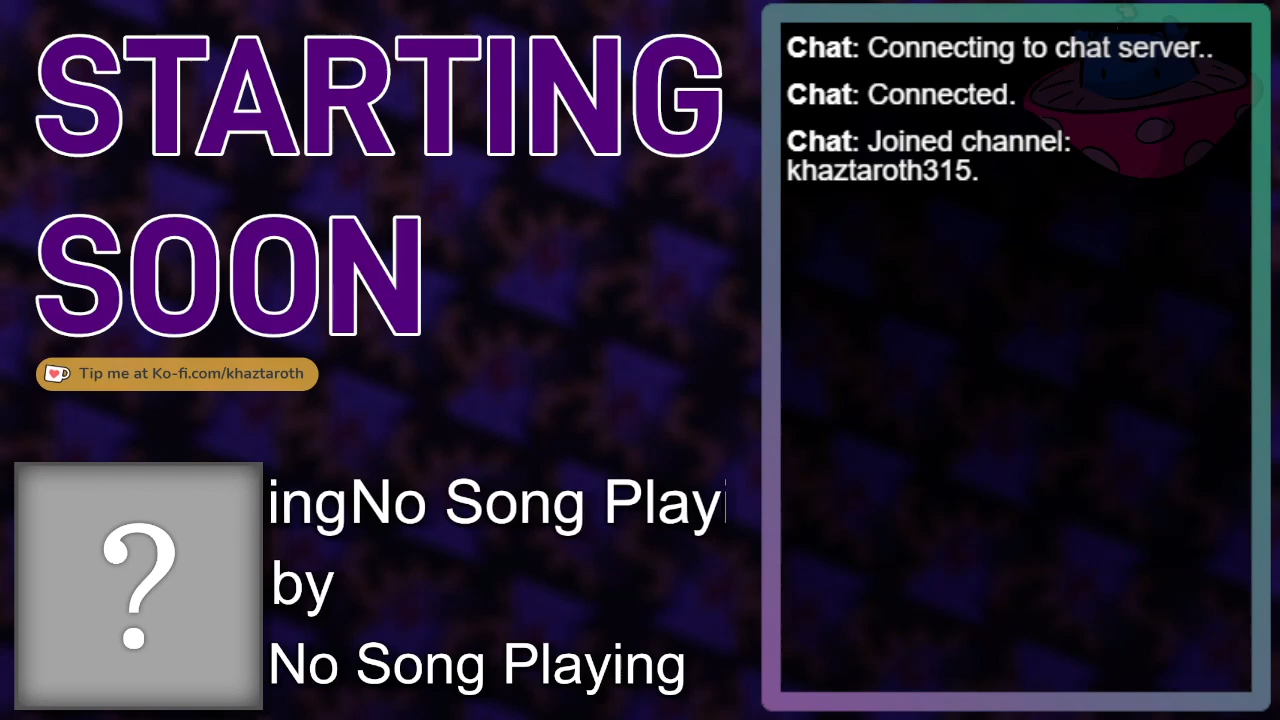 STARTING
SOON
Tip me at Ko-fi.com/khaztaroth
ingNo Song Playi
by
No Song Playing
?
Chat: Connecting to chat server..
Chat: Connected.
Chat: Joined channel:
khaztaroth315.